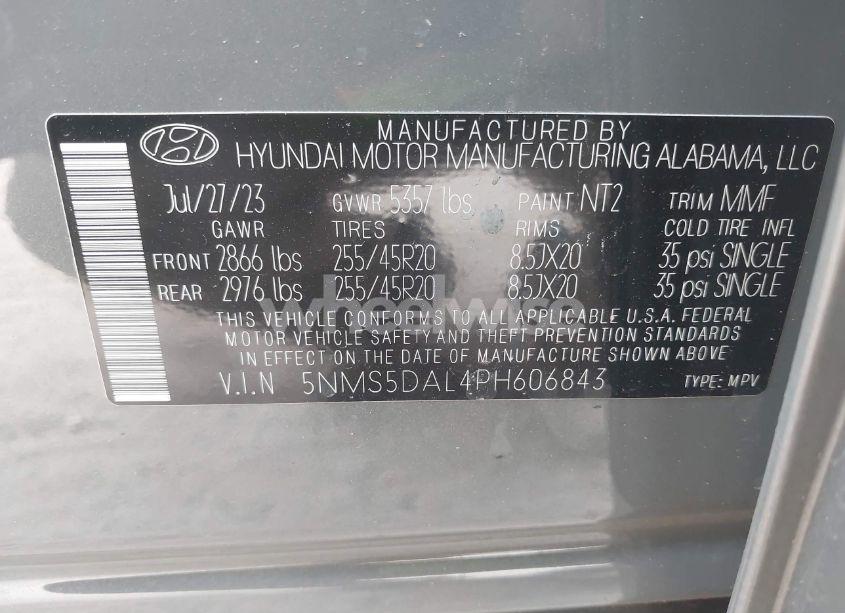 MANUFACTURED BY
HYUNDAI MOTOR MANUFACTURING ALABAMA, LLC
Jul/27/23 GVWR 5357 lbs PAINT NT2 TRIM MMF
GAWR TIRES RIMS COLD TIRE INFL
FRONT 2866 lbs 255/45R20 8.5JX20 35 psi SINGLE
REAR 2976 lbs 255/45R20 8.5JX20 35 psi SINGLE
wheelwise
THIS VEHICLE CONFORMS TO ALL APPLICABLE U.S.A. FEDERAL
MOTOR VEHICLE SAFETY AND THEFT PREVENTION STANDARDS
IN EFFECT ON THE DATE OF MANUFACTURE SHOWN ABOVE
V.I.N 5NMS5DAL4PH606843 TYPE: MPV